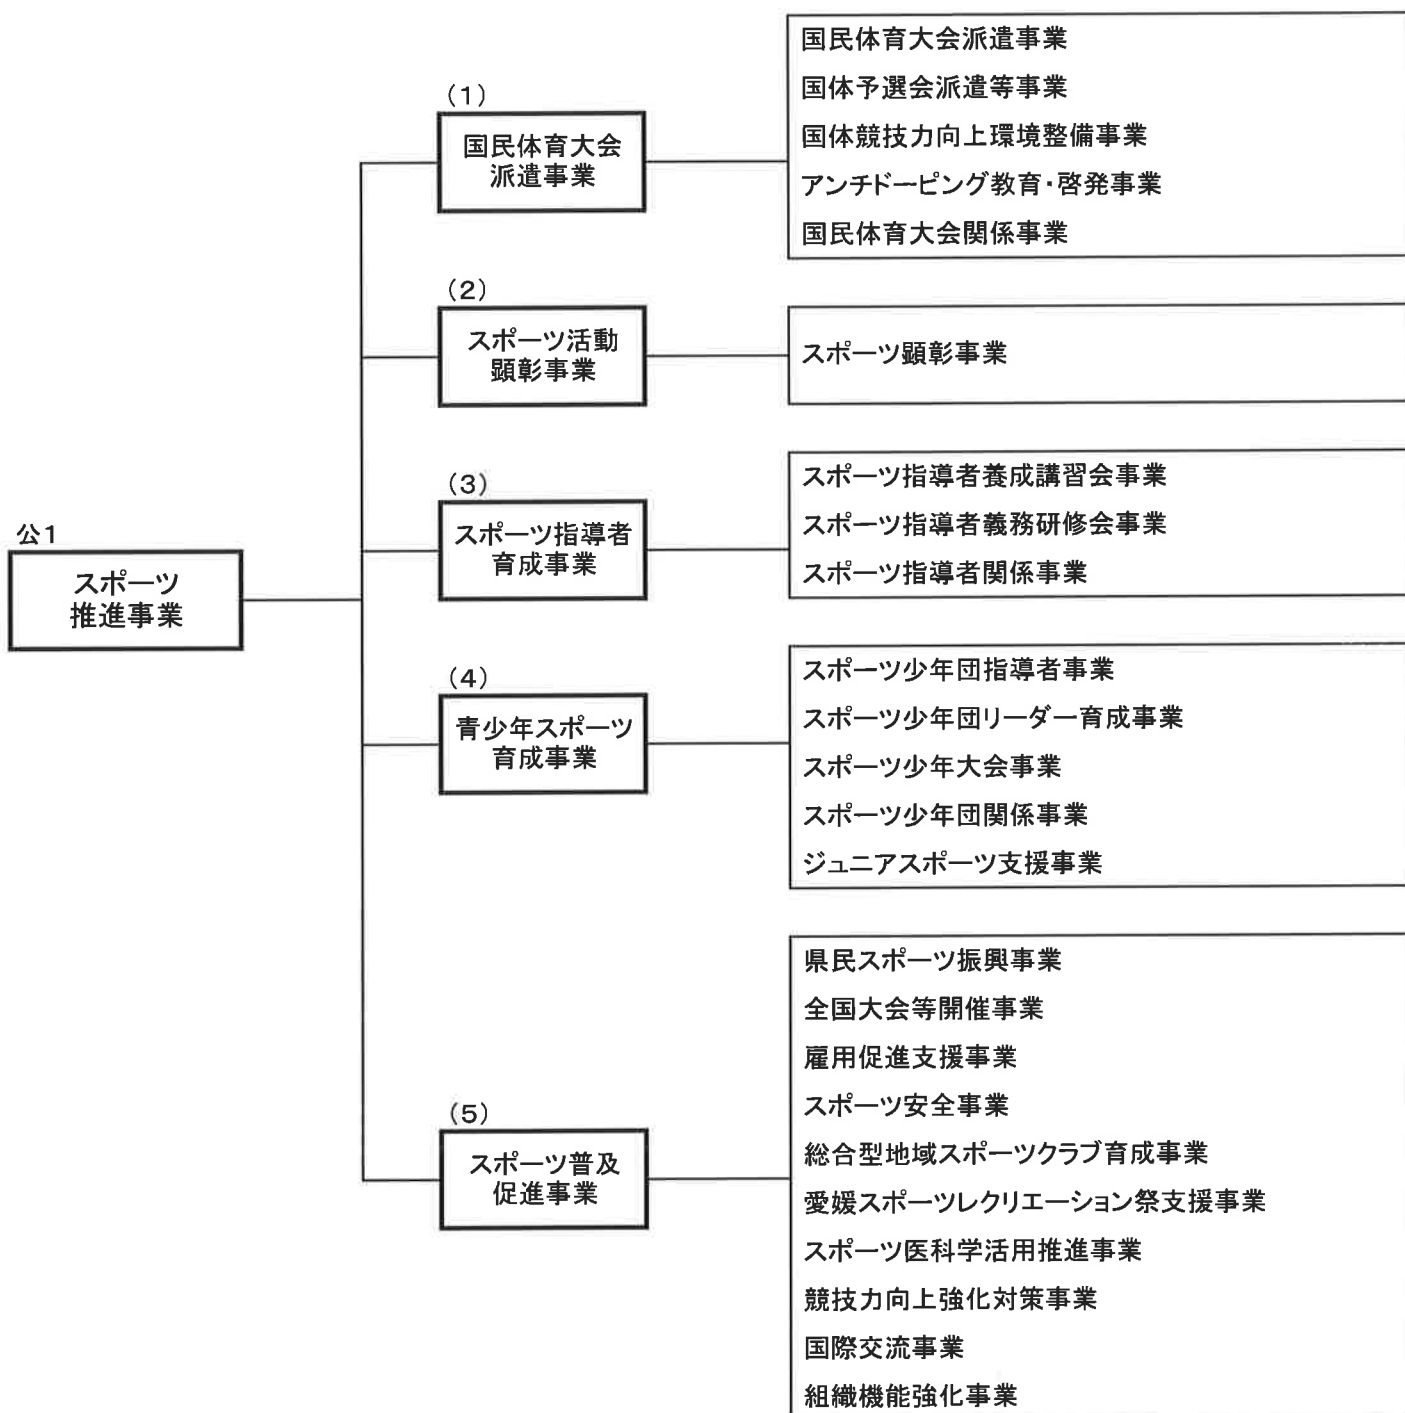 公1
スポーツ
推進事業
(1)
国民体育大会
派遣事業
国民体育大会派遣事業
国体予選会派遣等事業
国体競技力向上環境整備事業
アンチドーピング教育・啓発事業
国民体育大会関係事業
(2)
スポーツ活動
顕彰事業
スポーツ顕彰事業
(3)
スポーツ指導者
育成事業
スポーツ指導者養成講習会事業
スポーツ指導者義務研修会事業
スポーツ指導者関係事業
(4)
青少年スポーツ
育成事業
スポーツ少年団指導者事業
スポーツ少年団リーダー育成事業
スポーツ少年大会事業
スポーツ少年団関係事業
ジュニアスポーツ支援事業
(5)
スポーツ普及
促進事業
県民スポーツ振興事業
全国大会等開催事業
雇用促進支援事業
スポーツ安全事業
総合型地域スポーツクラブ育成事業
愛媛スポーツレクリエーション祭支援事業
スポーツ医科学活用推進事業
競技力向上強化対策事業
国際交流事業
組織機能強化事業